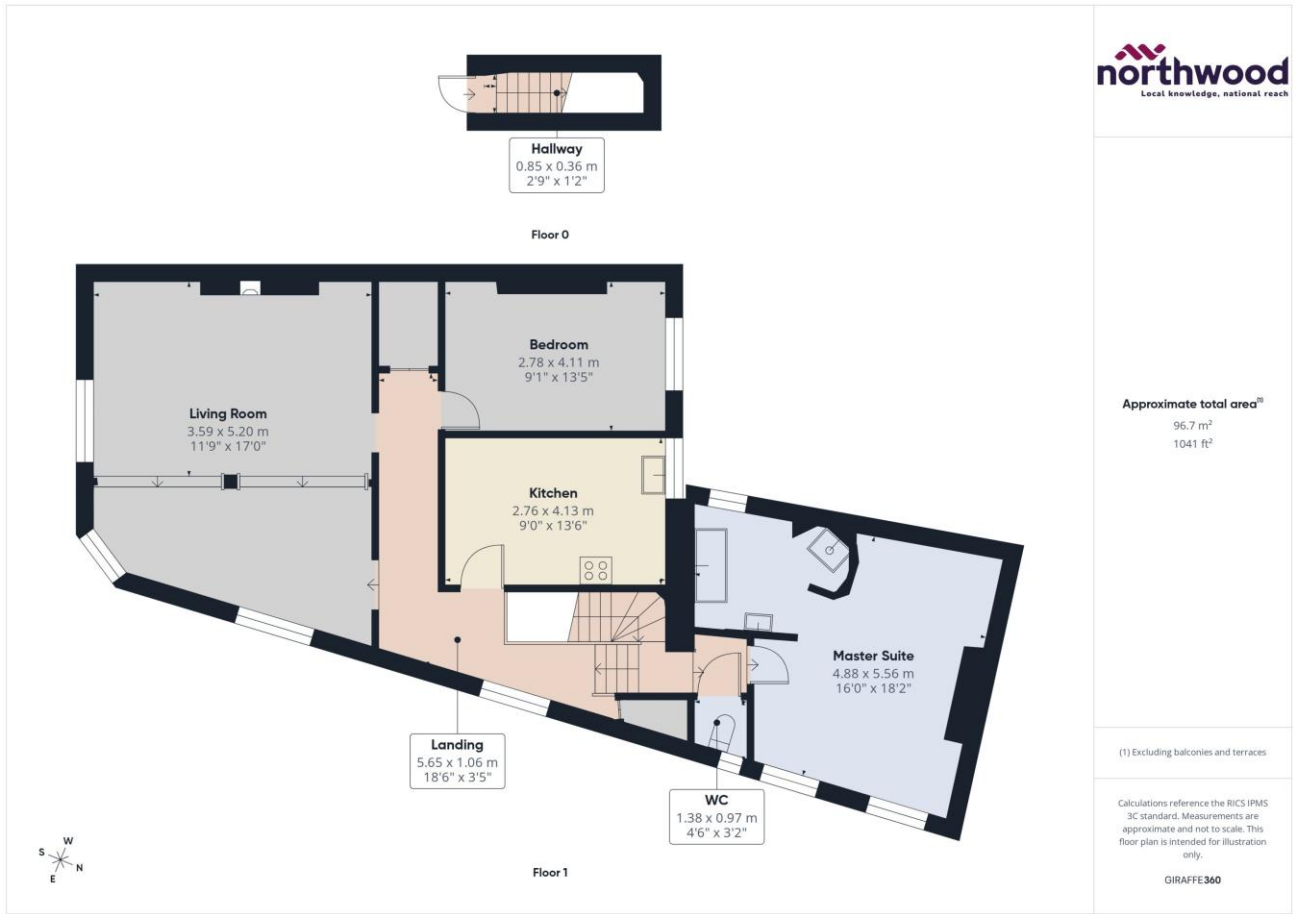 northwood
Local knowledge, national reach
Hallway
0.85 x 0.36 m
2'9" x 1'2"
Floor 0
Bedroom
2.78 x 4.11 m
9'1" x 13'5"
Living Room
3.59 x 5.20 m
11'9" x 17'0"
Kitchen
2.76 x 4.13 m
9'0" x 13'6"
Master Suite
4.88 x 5.56 m
16'0" x 18'2"
Landing
5.65 x 1.06 m
18'6" x 3'5"
WC
1.38 x 0.97 m
4'6" x 3'2"
Floor 1
W
S
N
E
Approximate total area(1)
96.7 m²
1041 ft²
(1) Excluding balconies and terraces
Calculations reference the RICS IPMS
3C standard. Measurements are
approximate and not to scale. This
floor plan is intended for illustration
only.
GIRAFFE360